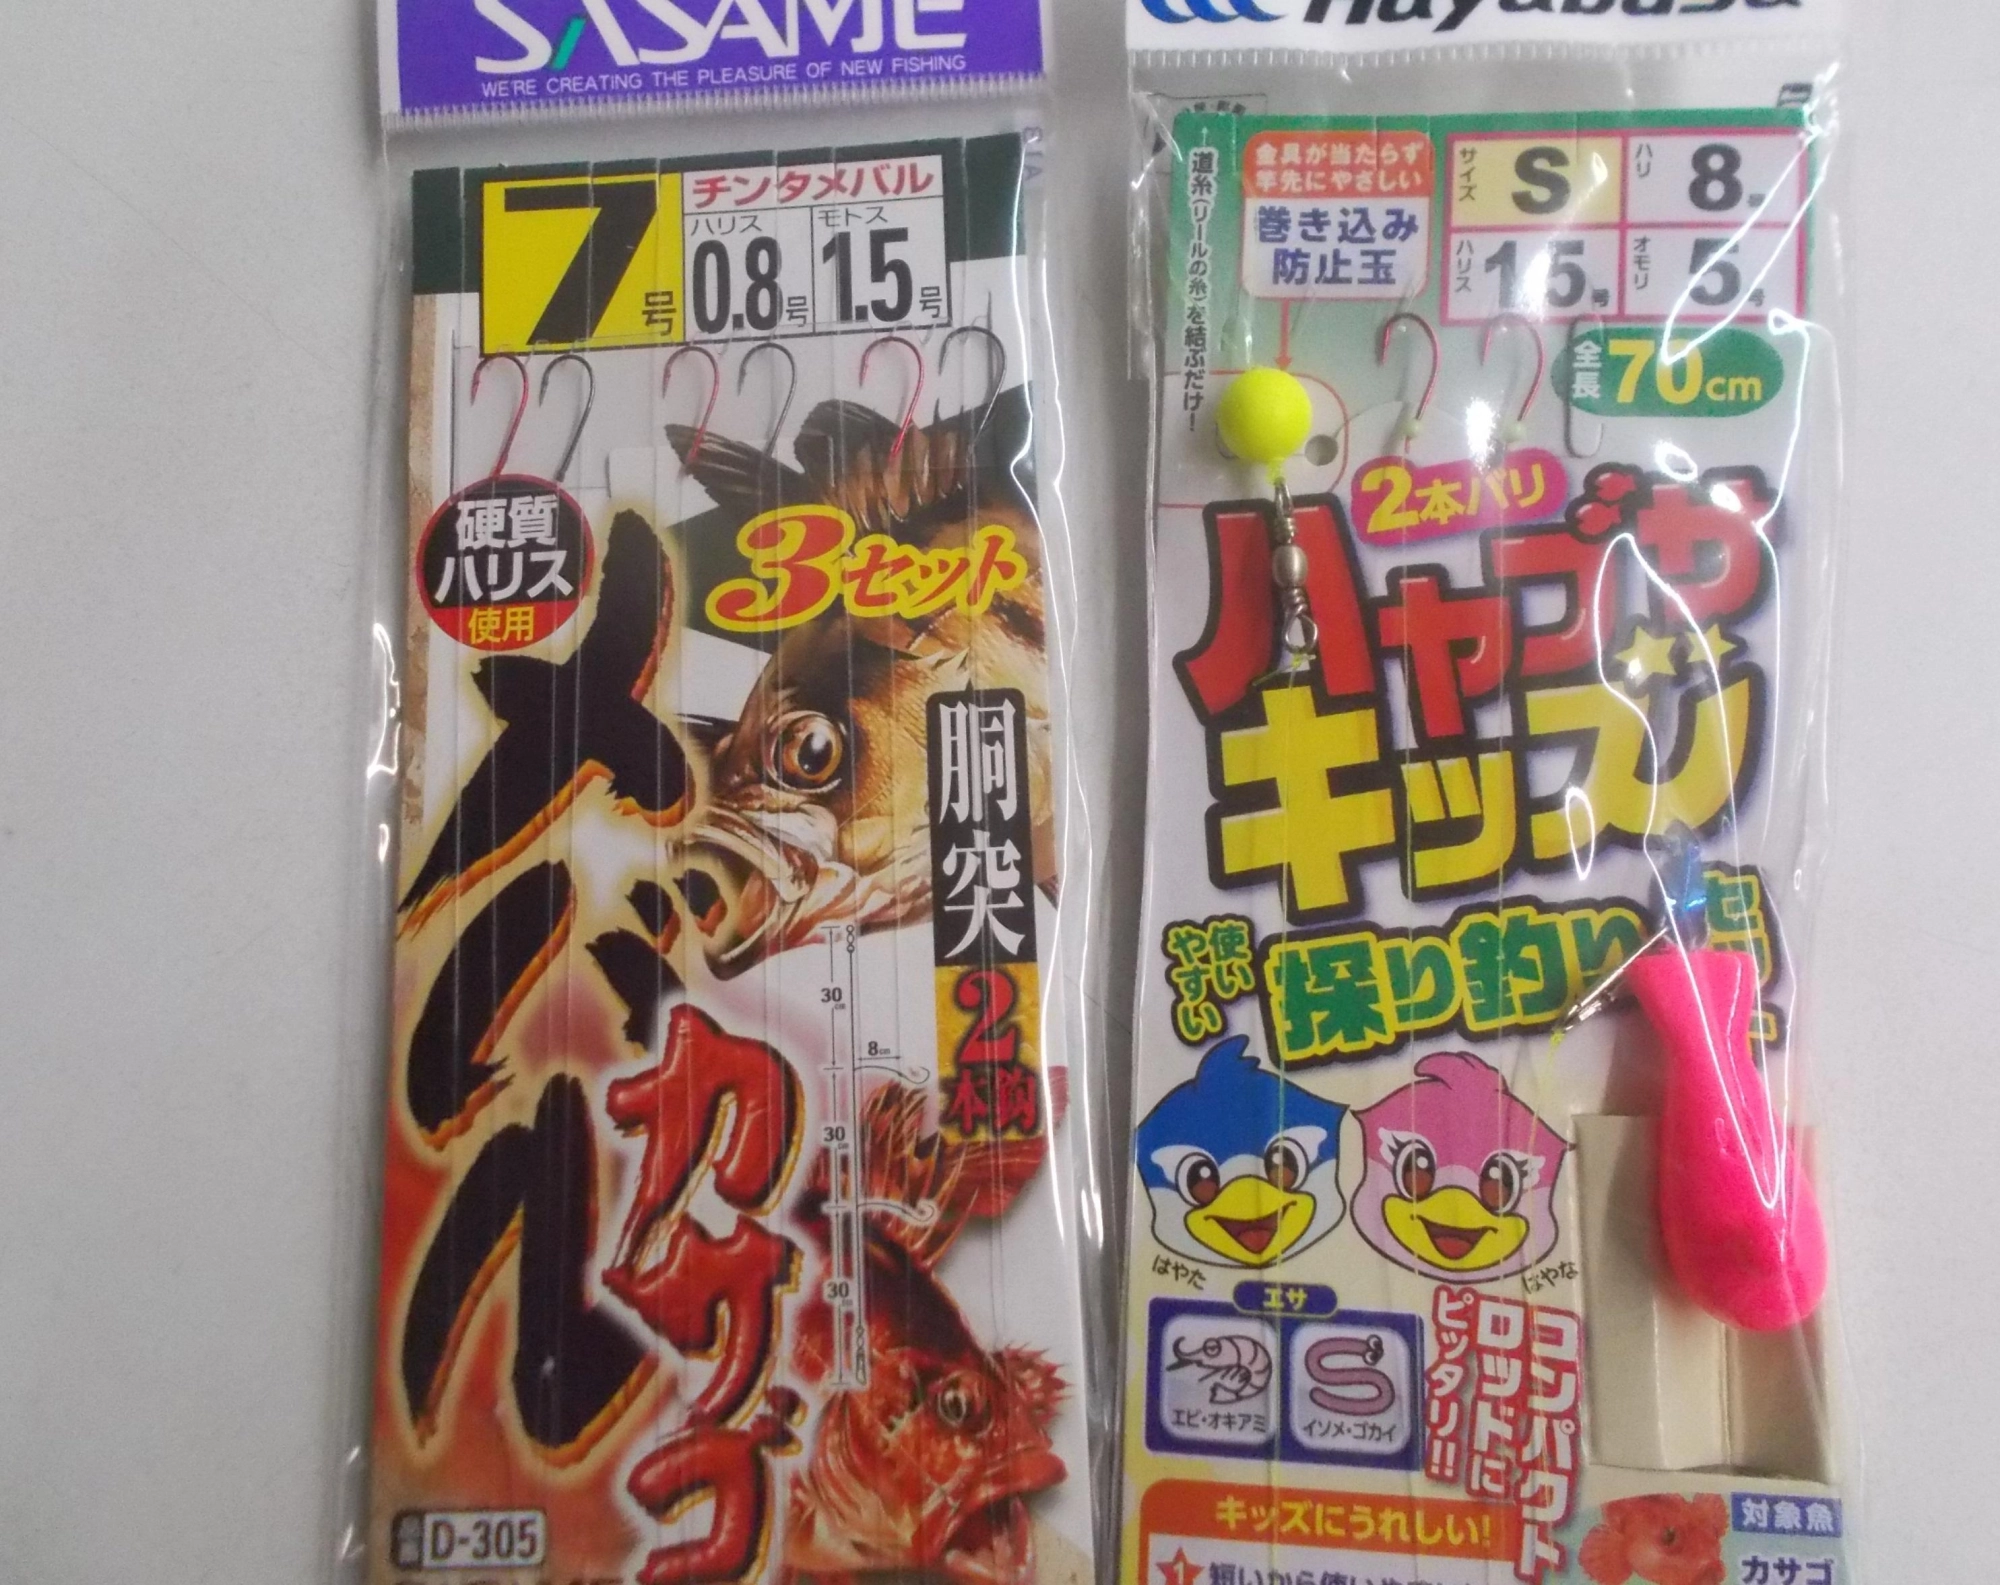 SASAME
WE'RE CREATING THE PLEASURE OF NEW FISHING
7号
チンタメバル
ハリス
0.8号
モトス
1.5号
硬質
ハリス
使用
3セット
メバル
カサゴ
胴突
2本鈎
30cm
8cm
30cm
30cm
D-305
Hayabusa
↑道糸(リールの糸)を結ぶだけ!
金具が当たらず
竿先にやさしい
巻き込み
防止玉
サイズ
S
ハリ
8号
ハリス
1.5号
オモリ
5号
全長70cm
2本バリ
ハヤブサ
キッズ
使い
やすい
探り釣り
セット
はやた
はやな
エサ
エビ・オキアミ
イソメ・ゴカイ
コンパクト
ロッドに
ピッタリ!!
キッズにうれしい!
1
対象魚
カサゴ